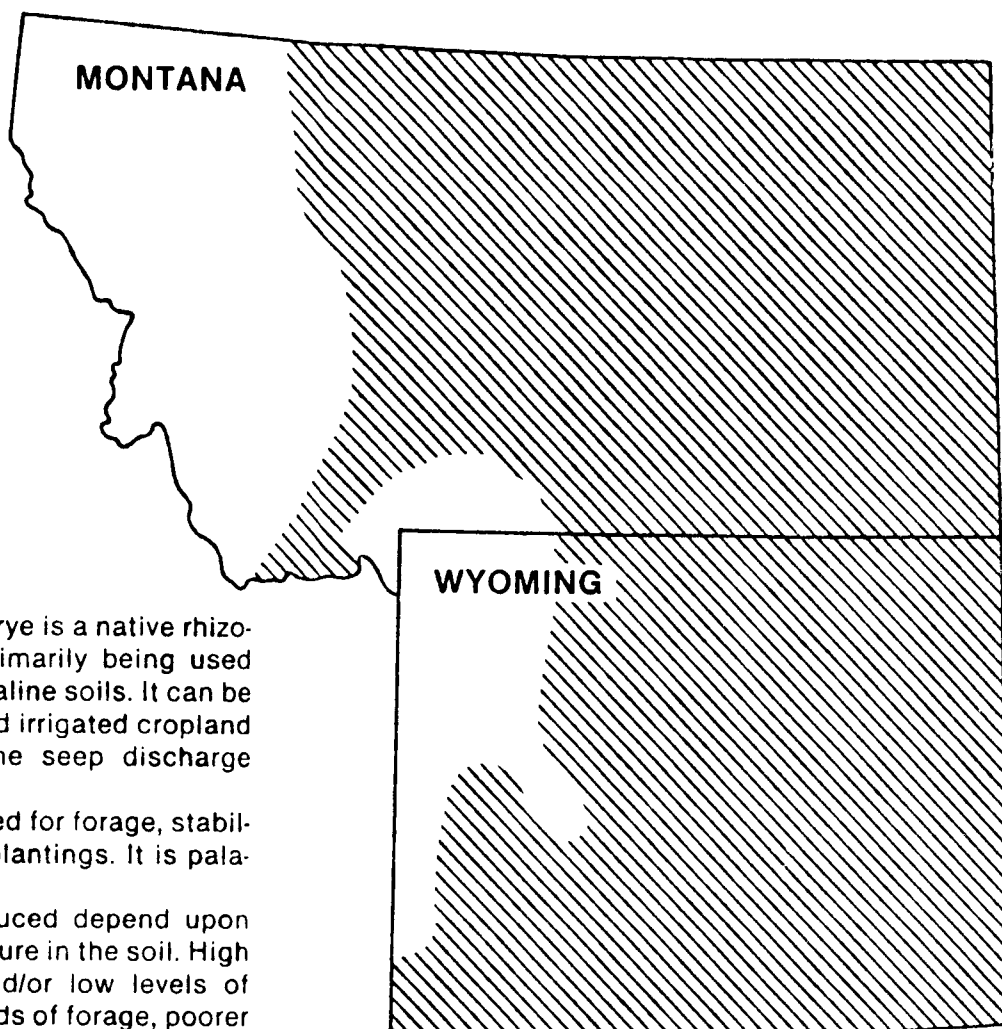 MONTANA
WYOMING
rye is a native rhizo-
imarily being used
aline soils. It can be
d irrigated cropland
ne seep discharge
ed for forage, stabil-
plantings. It is pala-
uced depend upon
ure in the soil. High
d/or low levels of
ds of forage, poorer